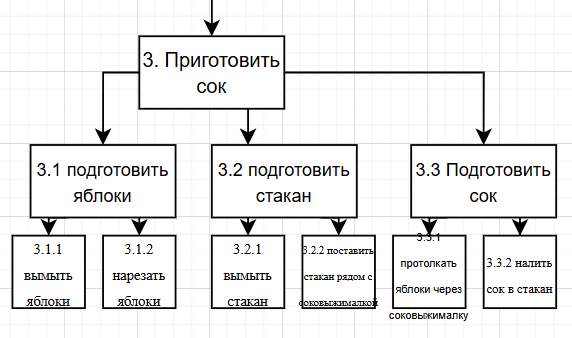 3. Приготовить
сок
3.1 подготовить
яблоки
3.2 подготовить
стакан
3.3 Подготовить
сок
3.1.1
вымыть
яблоки
3.1.2
нарезать
яблоки
3.2.1
вымыть
стакан
3.2.2 поставить
стакан рядом с
соковыжималкой
3.3.1
протолкать
яблоки через
соковыжималку
3.3.2 налить
сок в стакан